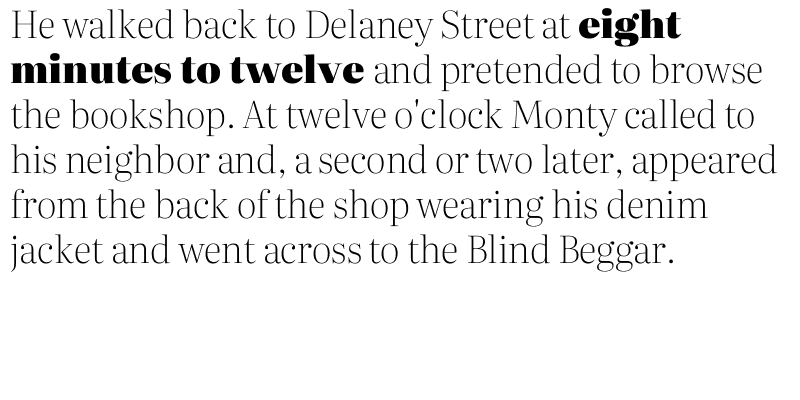 He walked back to Delaney Street at eight
minutes to twelve and pretended to browse
the bookshop. At twelve o'clock Monty called to
his neighbor and, a second or two later, appeared
from the back of the shop wearing his denim
jacket and went across to the Blind Beggar.